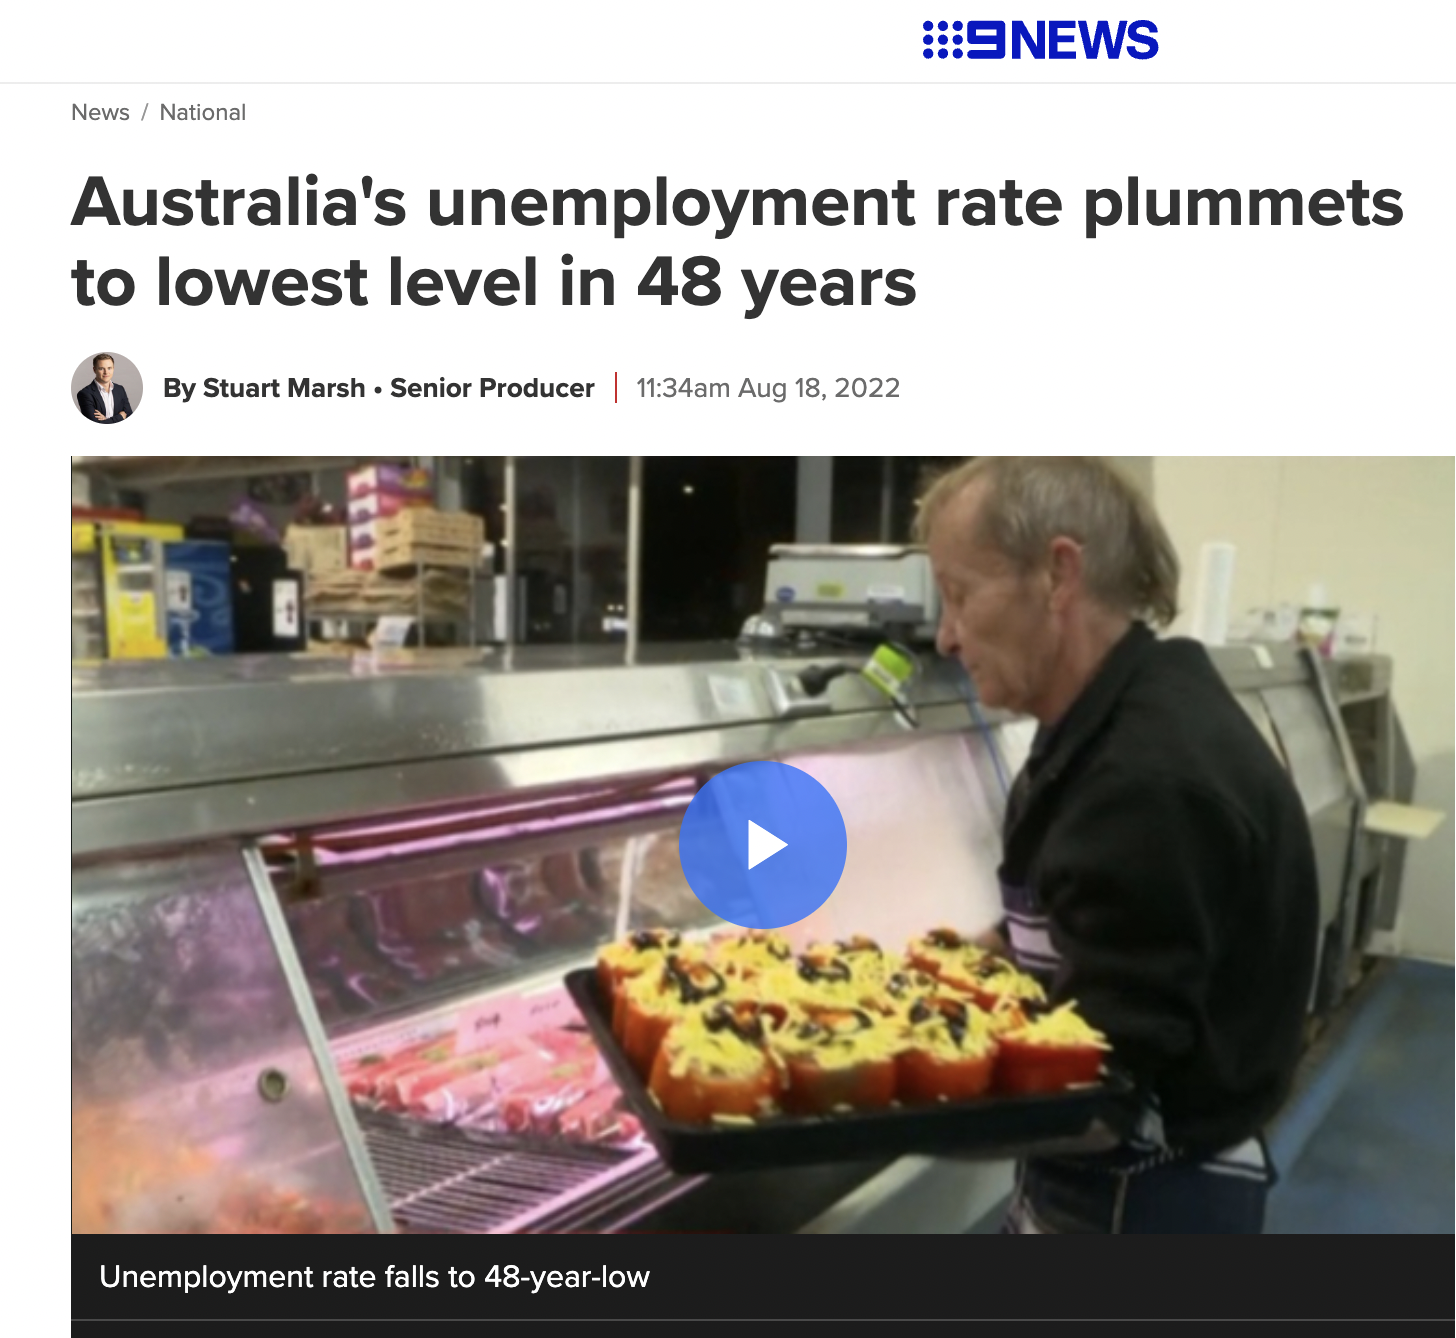 9NEWS
News / National
Australia's unemployment rate plummets
to lowest level in 48 years
By Stuart Marsh • Senior Producer | 11:34am Aug 18, 2022
Unemployment rate falls to 48-year-low